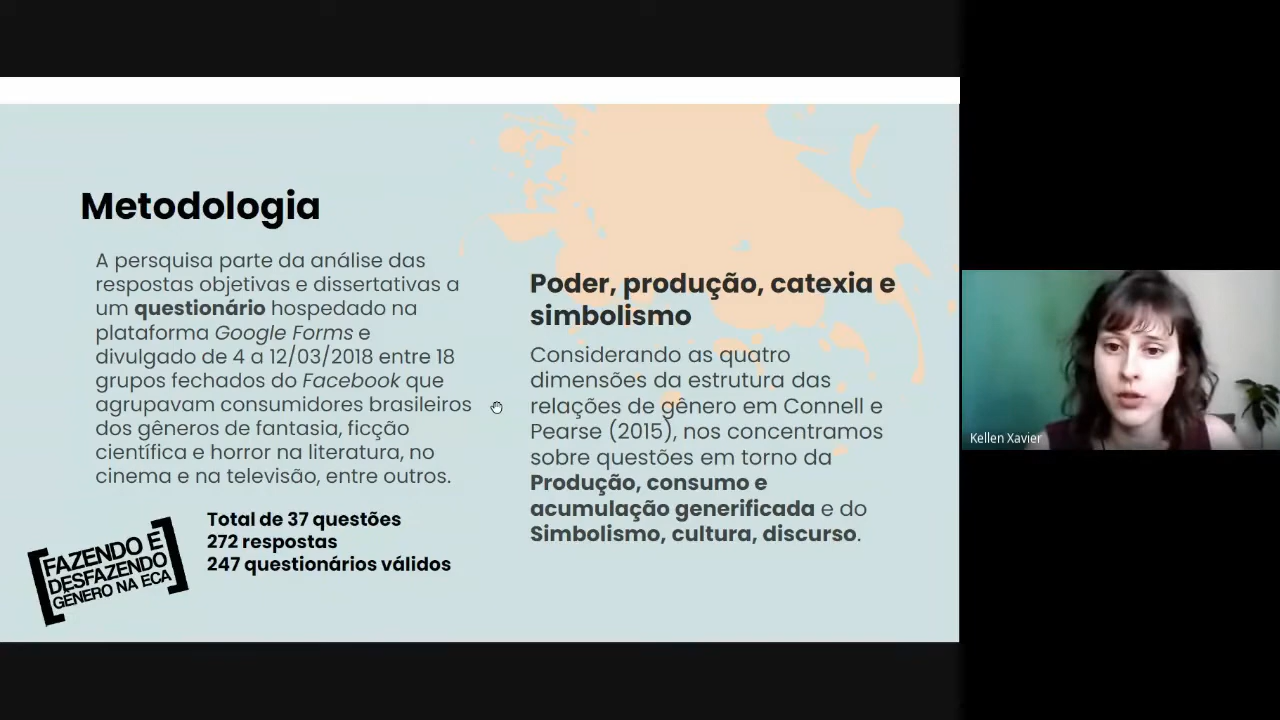 Metodologia
A persquisa parte da análise das
respostas objetivas e dissertativas a
um questionário hospedado na
plataforma Google Forms e
divulgado de 4 a 12/03/2018 entre 18
grupos fechados do Facebook que
agrupavam consumidores brasileiros
dos gêneros de fantasia, ficção
científica e horror na literatura, no
cinema e na televisão, entre outros.
Total de 37 questões
272 respostas
247 questionários válidos
[FAZENDO E
DESFAZENDO
GÊNERO NA ECA]
Poder, produção, catexia e
simbolismo
Considerando as quatro
dimensões da estrutura das
relações de gênero em Connell e
Pearse (2015), nos concentramos
sobre questões em torno da
Produção, consumo e
acumulação generificada e do
Simbolismo, cultura, discurso.
Kellen Xavier